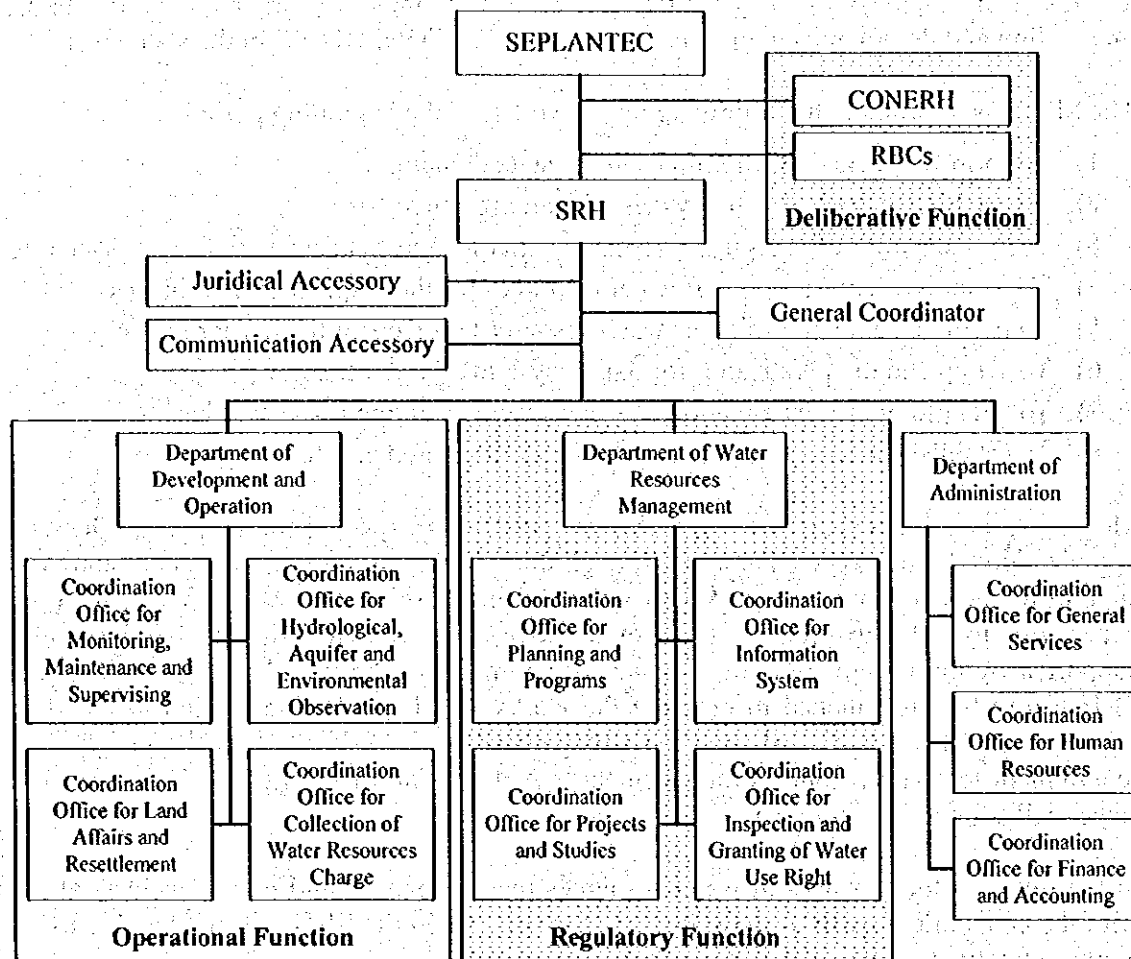 SEPLANTEC
CONERH
RBCs
Deliberative Function
SRH
Juridical Accessory
General Coordinator
Communication Accessory
Department of
Development and
Operation
Department of Water
Resources
Management
Department of
Administration
Coordination
Office for
Monitoring,
Maintenance and
Supervising
Coordination
Office for
Hydrological,
Aquifer and
Environmental
Observation
Coordination
Office for
Planning and
Programs
Coordination
Office for
Information
System
Coordination
Office for General
Services
Coordination
Office for Land
Affairs and
Resettlement
Coordination
Office for
Collection of
Water Resources
Charge
Coordination
Office for Projects
and Studies
Coordination
Office for
Inspection and
Granting of Water
Use Right
Coordination
Office for Human
Resources
Coordination
Office for Finance
and Accounting
Operational Function
Regulatory Function